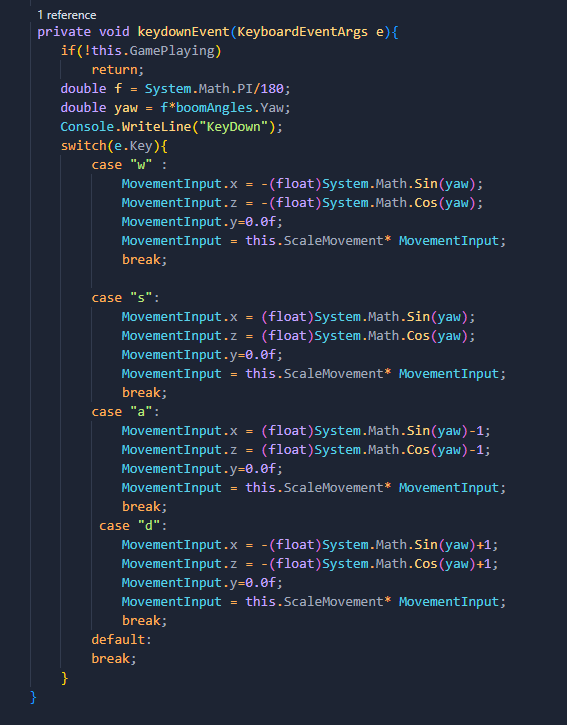 1 reference
private void keydownEvent(KeyboardEventArgs e){
if(!this.GamePlaying)
return;
double f = System.Math.PI/180;
double yaw = f*boomAngles.Yaw;
Console.WriteLine("KeyDown");
switch(e.Key){
case "w" :
MovementInput.x = -(float)System.Math.Sin(yaw);
MovementInput.z = -(float)System.Math.Cos(yaw);
MovementInput.y=0.0f;
MovementInput = this.ScaleMovement* MovementInput;
break;
case "s":
MovementInput.x = (float)System.Math.Sin(yaw);
MovementInput.z = (float)System.Math.Cos(yaw);
MovementInput.y=0.0f;
MovementInput = this.ScaleMovement* MovementInput;
break;
case "a":
MovementInput.x = (float)System.Math.Sin(yaw)-1;
MovementInput.z = (float)System.Math.Cos(yaw)-1;
MovementInput.y=0.0f;
MovementInput = this.ScaleMovement* MovementInput;
break;
case "d":
MovementInput.x = -(float)System.Math.Sin(yaw)+1;
MovementInput.z = -(float)System.Math.Cos(yaw)+1;
MovementInput.y=0.0f;
MovementInput = this.ScaleMovement* MovementInput;
break;
default:
break;
}
}